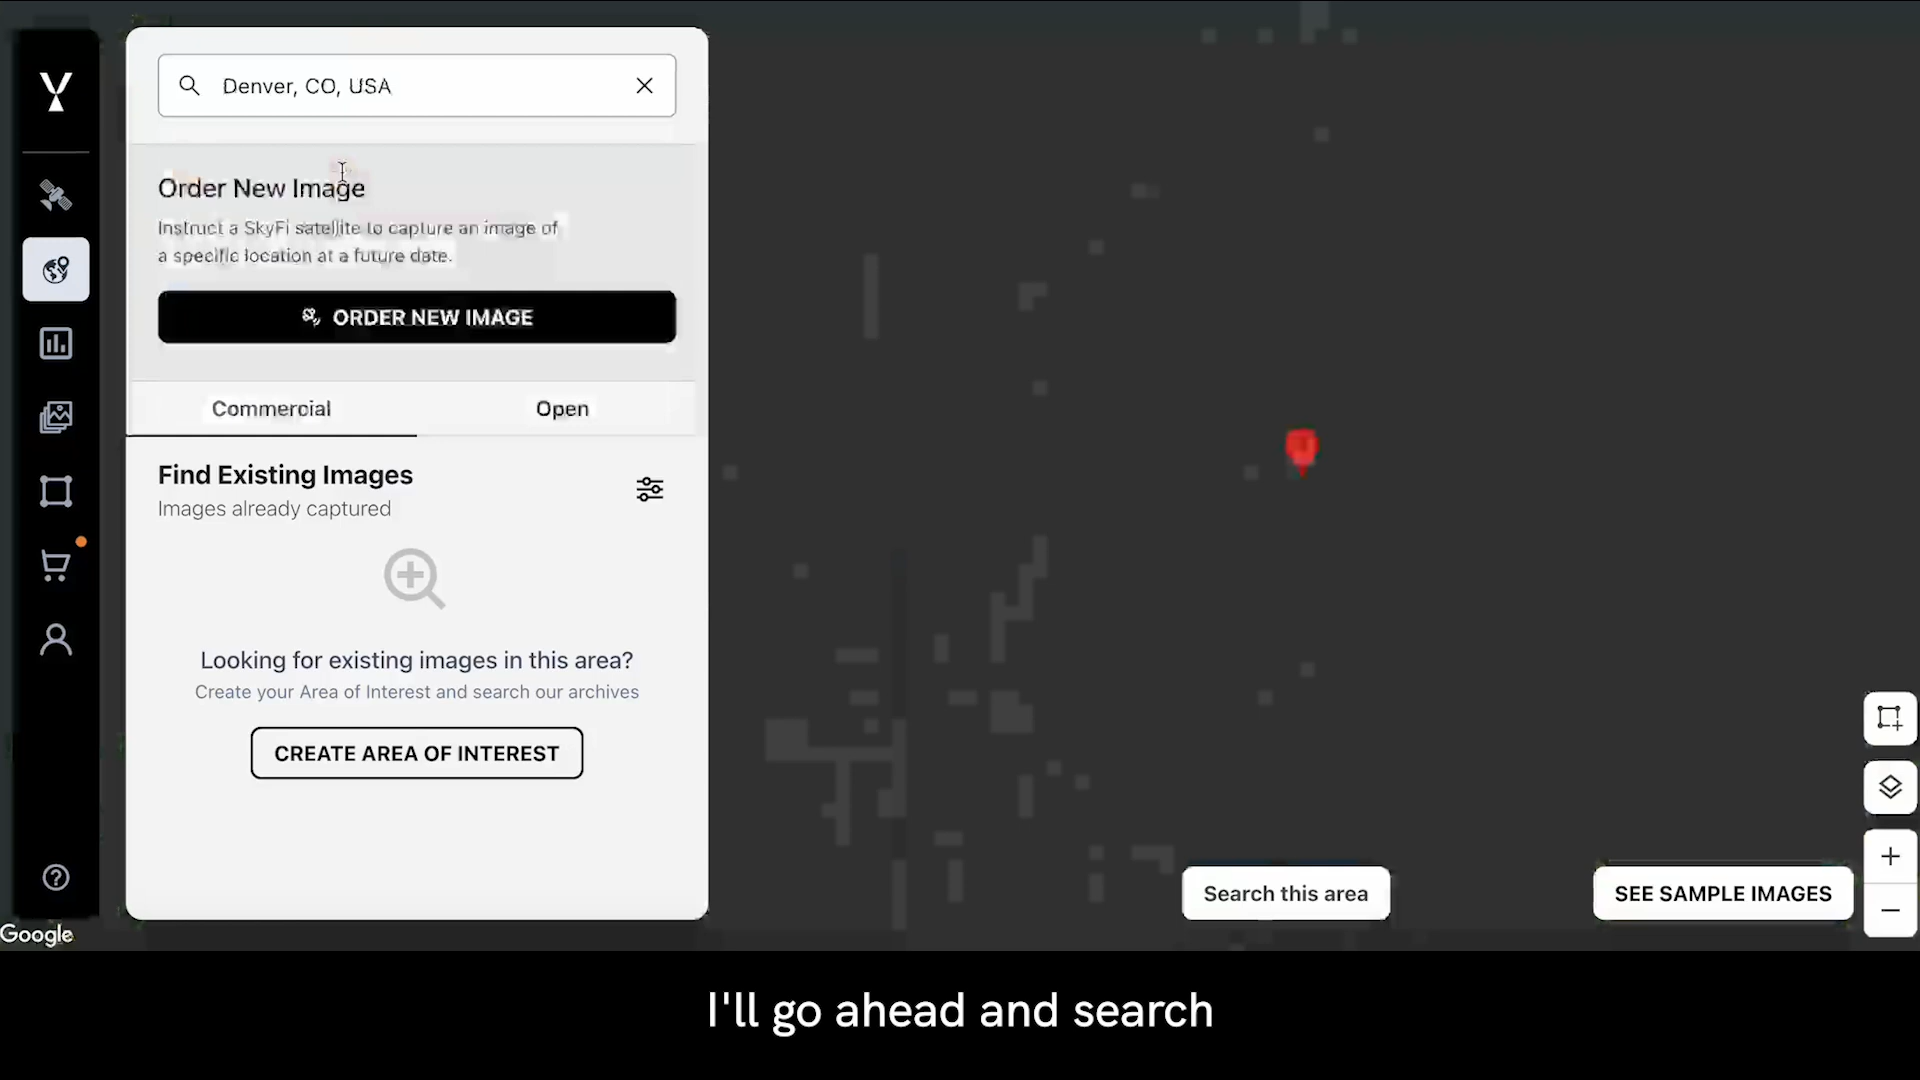 Denver, CO, USA
Order New Image
Instruct a SkyFi satellite to capture an image of
a specific location at a future date.
ORDER NEW IMAGE
Commercial
Open
Find Existing Images
Images already captured
Looking for existing images in this area?
Create your Area of Interest and search our archives
CREATE AREA OF INTEREST
Search this area
SEE SAMPLE IMAGES
Google
I'll go ahead and search